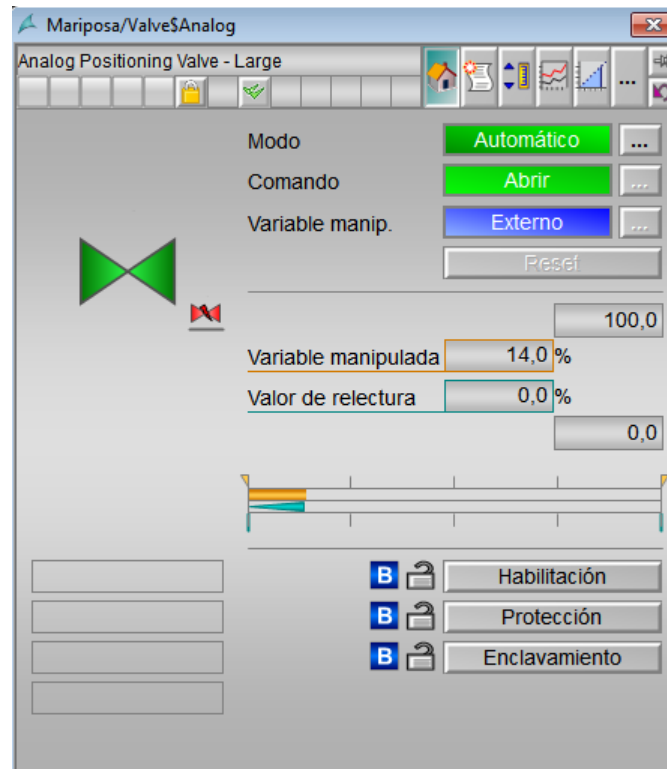 Mariposa/Valve$Analog
Analog Positioning Valve - Large
...
Modo Automático ...
Comando Abrir ...
Variable manip. Externo ...
Reset
100,0
Variable manipulada 14,0 %
Valor de relectura 0,0 %
0,0
B Habilitación
B Protección
B Enclavamiento